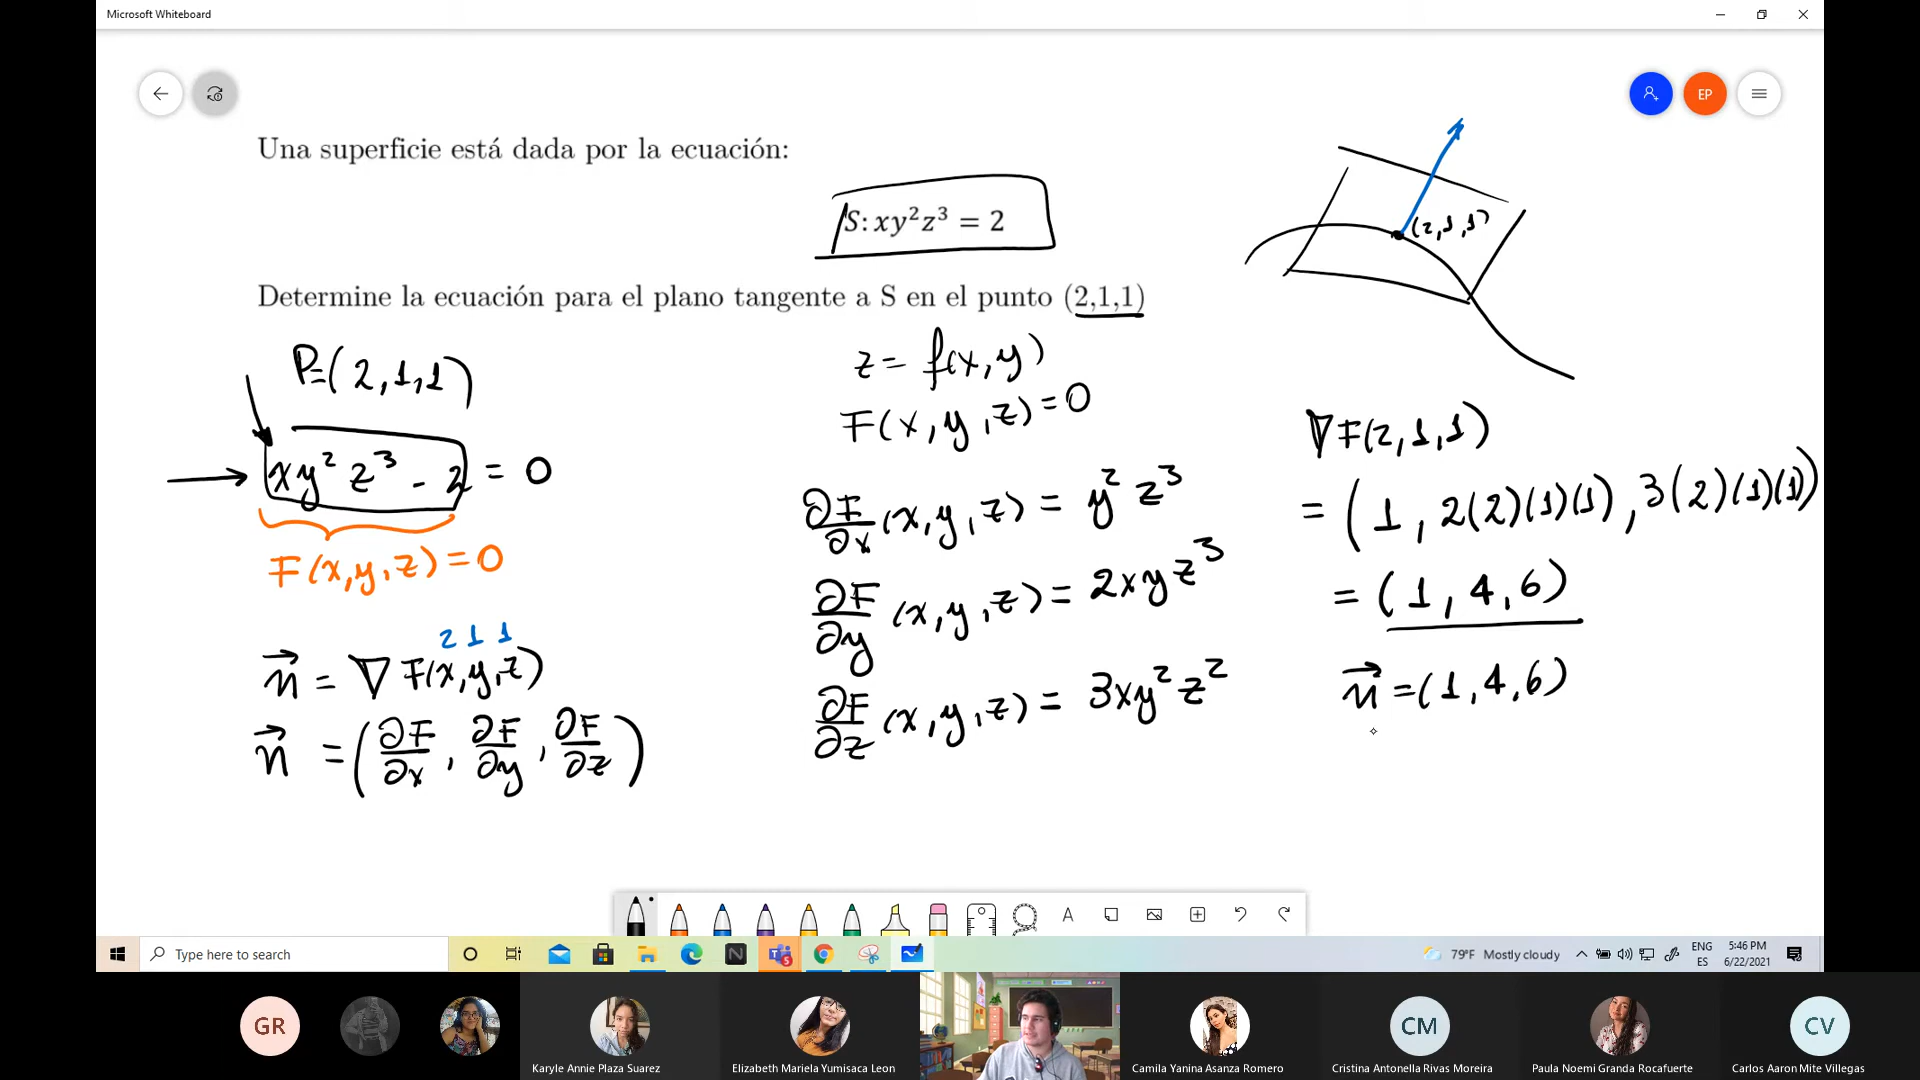 Microsoft Whiteboard
EP
Una superficie está dada por la ecuación:
S: xy²z³ = 2
Determine la ecuación para el plano tangente a S en el punto (2,1,1)
(2,1,1)
P=(2,1,1)
xy² z³ - 2 = 0
F(x,y,z)=0
2 1 1
n⃗ = ∇ F(x,y,z)
n⃗ = (∂F/∂x, ∂F/∂y, ∂F/∂z)
z = f(x,y)
F(x,y,z)=0
∂F/∂x (x,y,z) = y² z³
∂F/∂y (x,y,z) = 2xyz³
∂F/∂z (x,y,z) = 3xy²z²
∇F(2,1,1)
= (1, 2(2)(1)(1), 3(2)(1)(1))
= (1, 4, 6)
n⃗ = (1,4,6)
A
Type here to search
N
79°F Mostly cloudy
ENG
ES
5:46 PM
6/22/2021
GR
Karyle Annie Plaza Suarez
Elizabeth Mariela Yumisaca Leon
Camila Yanina Asanza Romero
CM
Cristina Antonella Rivas Moreira
Paula Noemi Granda Rocafuerte
CV
Carlos Aaron Mite Villegas